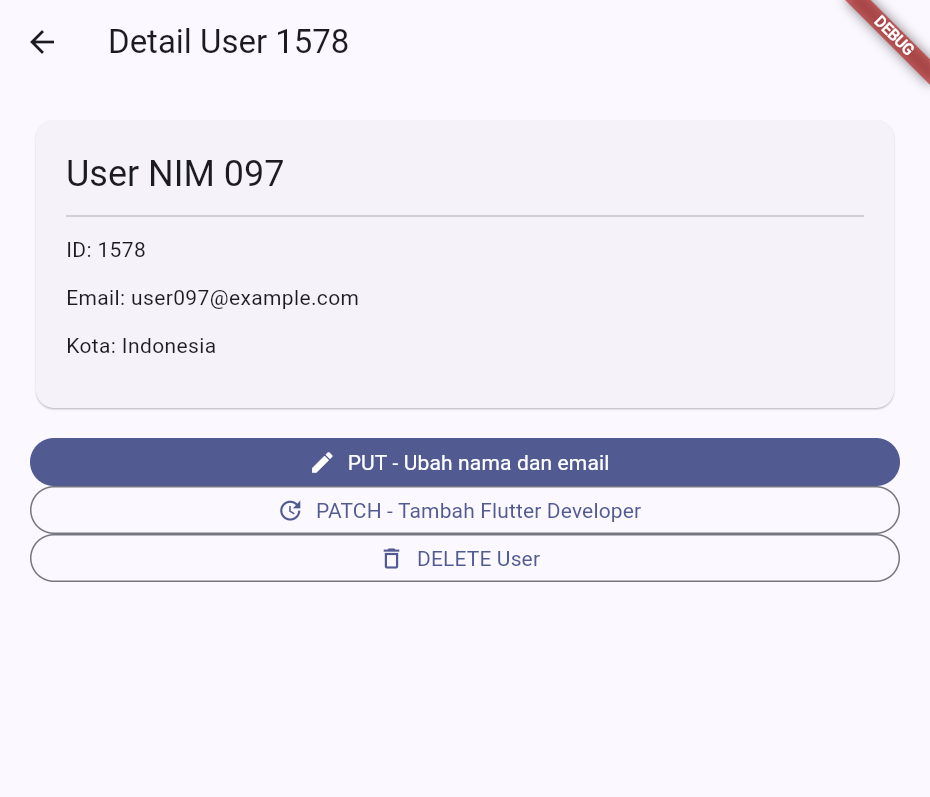 Detail User 1578
DEBUG
User NIM 097
ID: 1578
Email: user097@example.com
Kota: Indonesia
PUT - Ubah nama dan email
PATCH - Tambah Flutter Developer
DELETE User